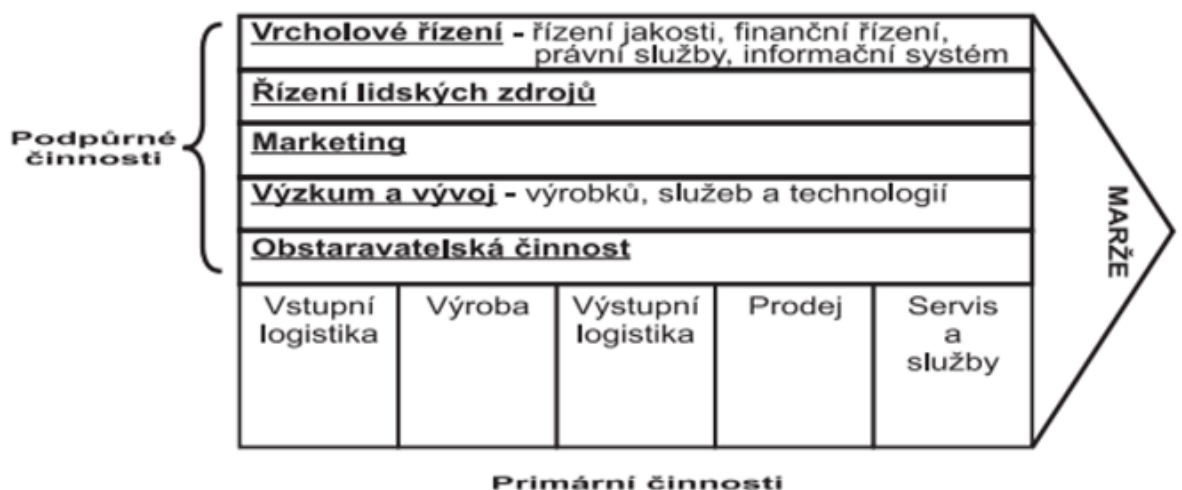 Vrcholové řízení - řízení jakosti, finanční řízení,
právní služby, informační systém
Řízení lidských zdrojů
Podpůrné
činnosti
Marketing
Výzkum a vývoj - výrobků, služeb a technologií
Obstaravatelská činnost
MARŽE
Vstupní
logistika
Výroba
Výstupní
logistika
Prodej
Servis
a
služby
Primární činnosti